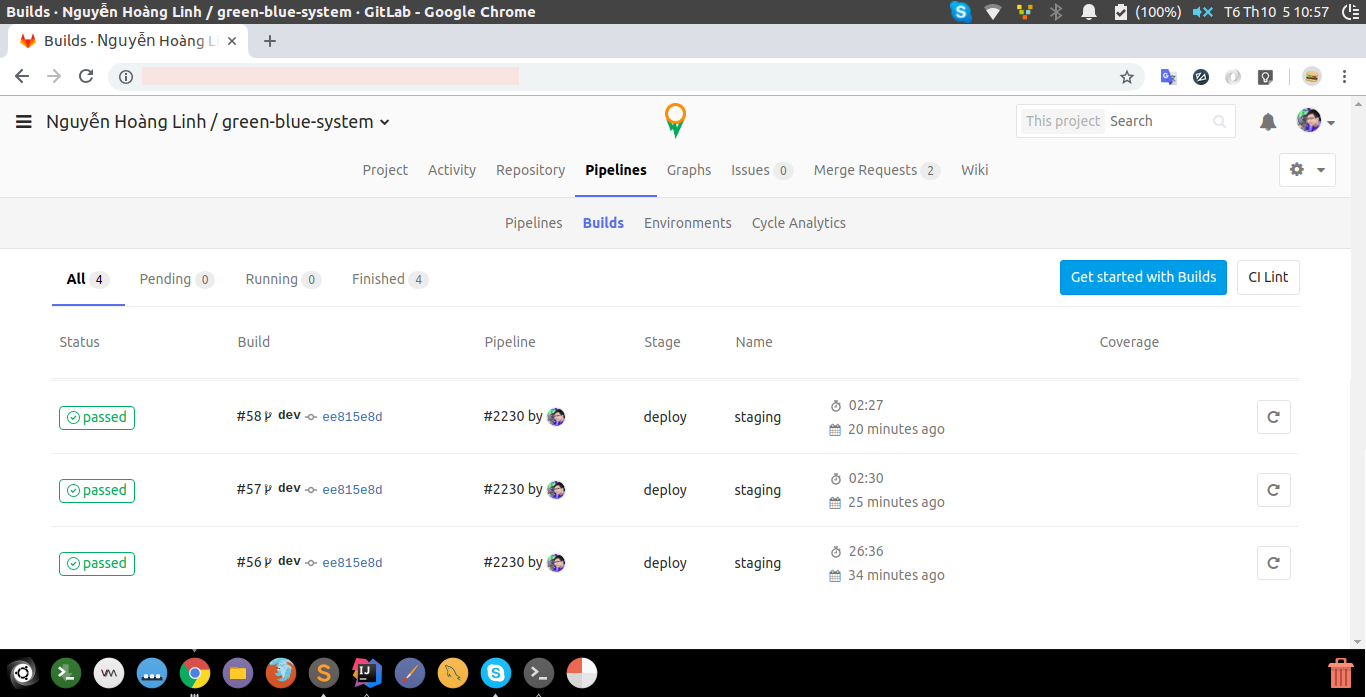 Builds · Nguyễn Hoàng Linh / green-blue-system · GitLab - Google Chrome
(100%) T6 Th10 5 10:57
Builds · Nguyễn Hoàng L
Nguyễn Hoàng Linh / green-blue-system
This project Search
Project Activity Repository Pipelines Graphs Issues 0 Merge Requests 2 Wiki
Pipelines Builds Environments Cycle Analytics
All 4 Pending 0 Running 0 Finished 4 Get started with Builds CI Lint
Status Build Pipeline Stage Name Coverage
passed #58 dev ee815e8d #2230 by deploy staging 02:27
20 minutes ago
passed #57 dev ee815e8d #2230 by deploy staging 02:30
25 minutes ago
passed #56 dev ee815e8d #2230 by deploy staging 26:36
34 minutes ago